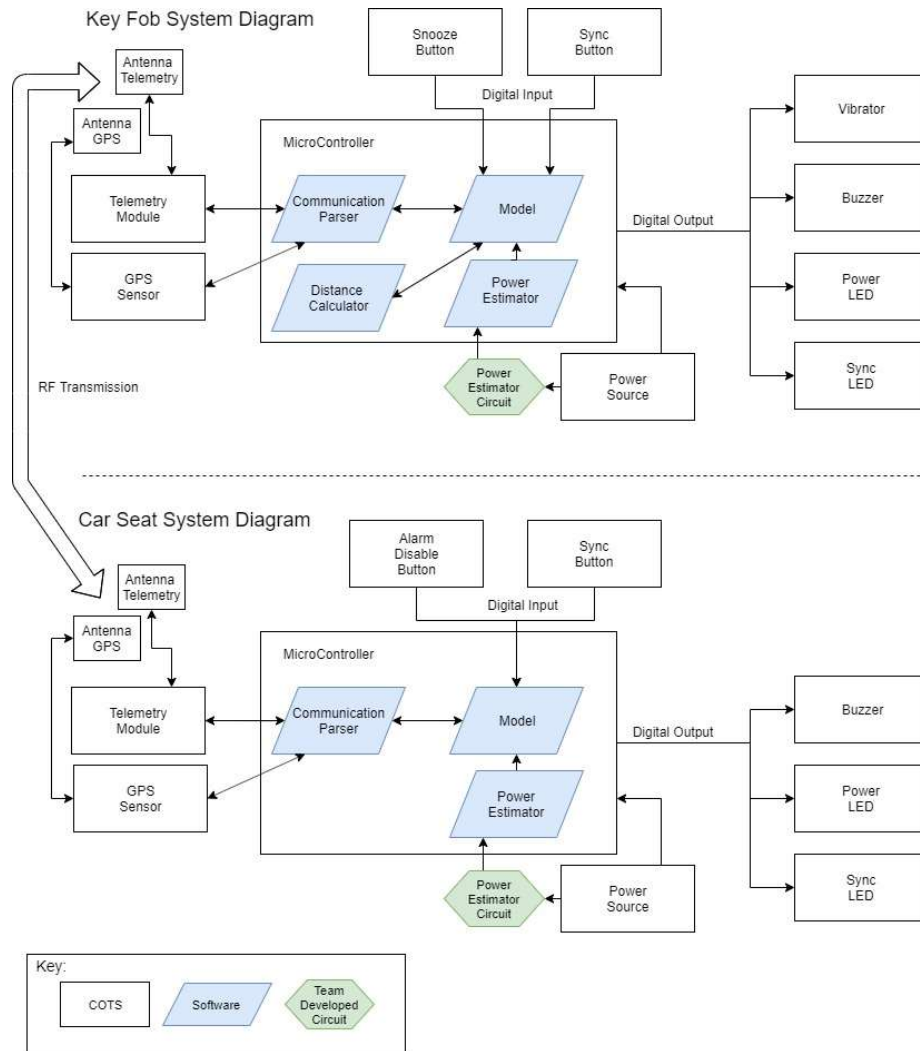 Key Fob System Diagram
Snooze
Button
Sync
Button
Antenna
Telemetry
Digital Input
Antenna
GPS
Vibrator
MicroController
Telemetry
Module
Communication
Parser
Model
Buzzer
Digital Output
GPS
Sensor
Distance
Calculator
Power
Estimator
Power
LED
RF Transmission
Power
Estimator
Circuit
Power
Source
Sync
LED
Car Seat System Diagram
Alarm
Disable
Button
Sync
Button
Antenna
Telemetry
Digital Input
Antenna
GPS
MicroController
Telemetry
Module
Communication
Parser
Model
Buzzer
Digital Output
GPS
Sensor
Power
Estimator
Power
LED
Power
Estimator
Circuit
Power
Source
Sync
LED
Key:
COTS
Software
Team
Developed
Circuit